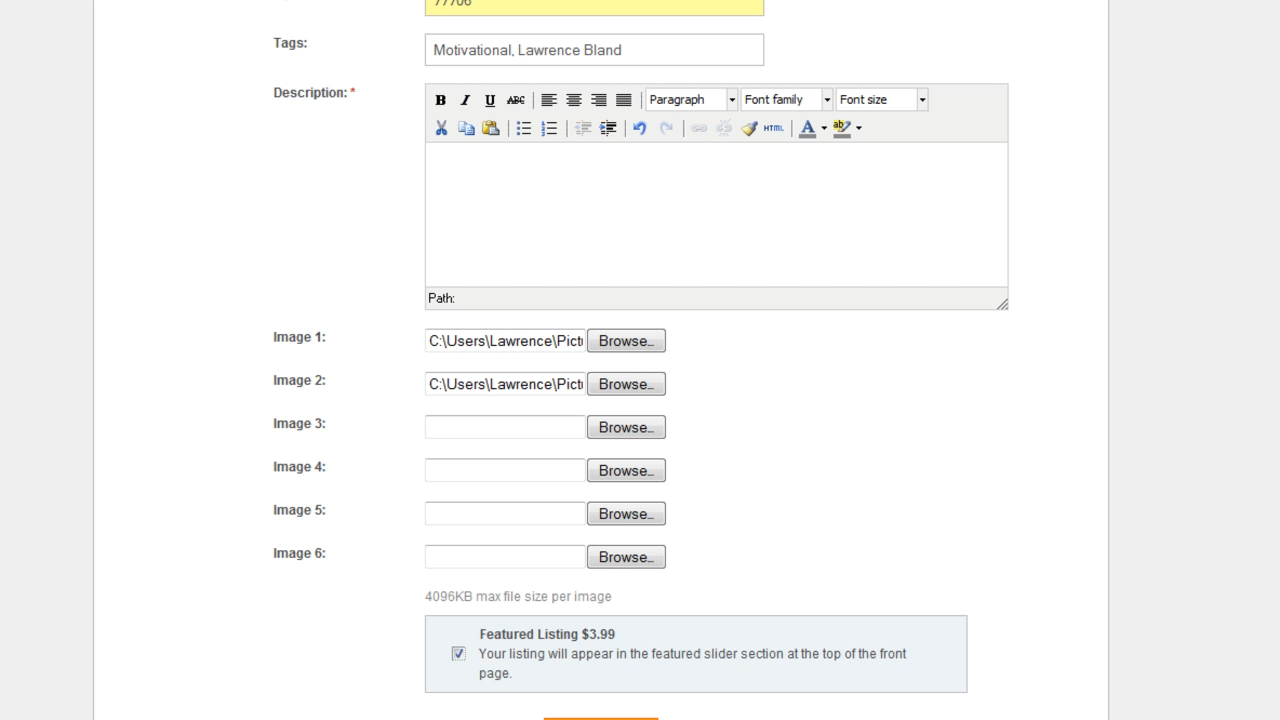 77706
Tags:
Motivational, Lawrence Bland
Description: *
B I U ABC Paragraph Font family Font size
HTML A ab
Path:
Image 1: C:\Users\Lawrence\Pict Browse...
Image 2: C:\Users\Lawrence\Pict Browse...
Image 3: Browse...
Image 4: Browse...
Image 5: Browse...
Image 6: Browse...
4096KB max file size per image
Featured Listing $3.99
Your listing will appear in the featured slider section at the top of the front
page.